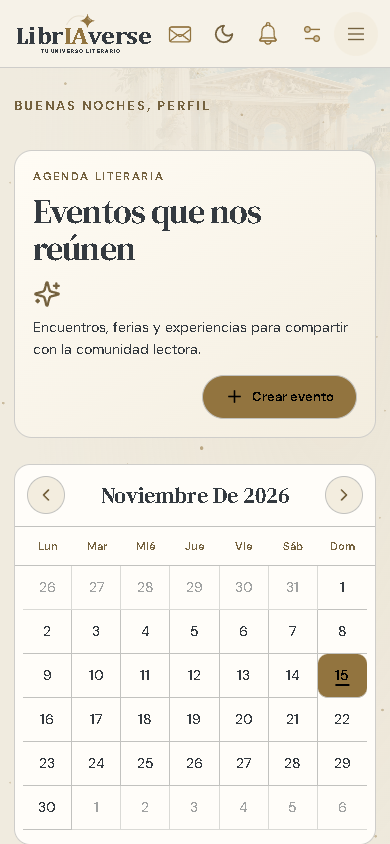 LibrIAverse
TU UNIVERSO LITERARIO
BUENAS NOCHES, PERFIL
AGENDA LITERARIA
Eventos que nos
reúnen
Encuentros, ferias y experiencias para compartir
con la comunidad lectora.
Crear evento
Noviembre De 2026
Lun Mar Mié Jue Vie Sáb Dom
26 27 28 29 30 31 1
2 3 4 5 6 7 8
9 10 11 12 13 14 15
16 17 18 19 20 21 22
23 24 25 26 27 28 29
30 1 2 3 4 5 6